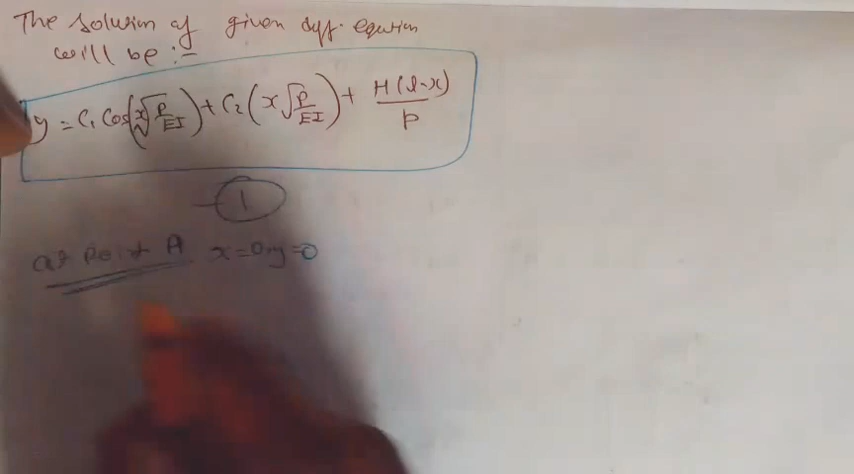 The solution of given diff. equation
will be :-
y = C₁ Cos(x√P/EI) + C₂ (x√P/EI) + H(l-x)/P
— 1
at Point A x=0, y=0